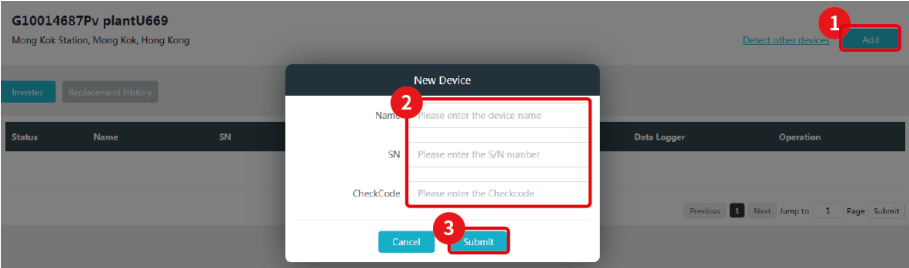 G10014687Pv plantU669
Mong Kok Station, Mong Kok, Hong Kong
1
Detect other devices
Add
New Device
Inverter
Replacement History
2
Name
Please enter the device name
Status
Name
SN
Data Logger
Operation
SN
Please enter the S/N number
CheckCode
Please enter the Checkcode
Previous
1
Next
Jump to
1
Page
Submit
3
Cancel
Submit